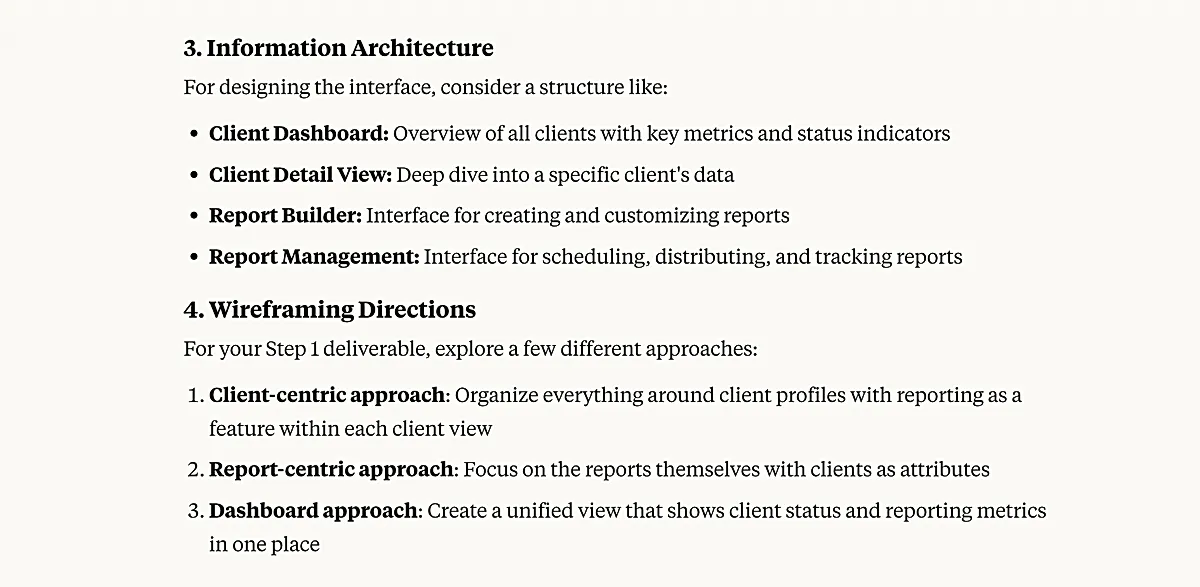 3. Information Architecture
For designing the interface, consider a structure like:
• Client Dashboard: Overview of all clients with key metrics and status indicators
• Client Detail View: Deep dive into a specific client's data
• Report Builder: Interface for creating and customizing reports
• Report Management: Interface for scheduling, distributing, and tracking reports
4. Wireframing Directions
For your Step 1 deliverable, explore a few different approaches:
1. Client-centric approach: Organize everything around client profiles with reporting as a
feature within each client view
2. Report-centric approach: Focus on the reports themselves with clients as attributes
3. Dashboard approach: Create a unified view that shows client status and reporting metrics
in one place